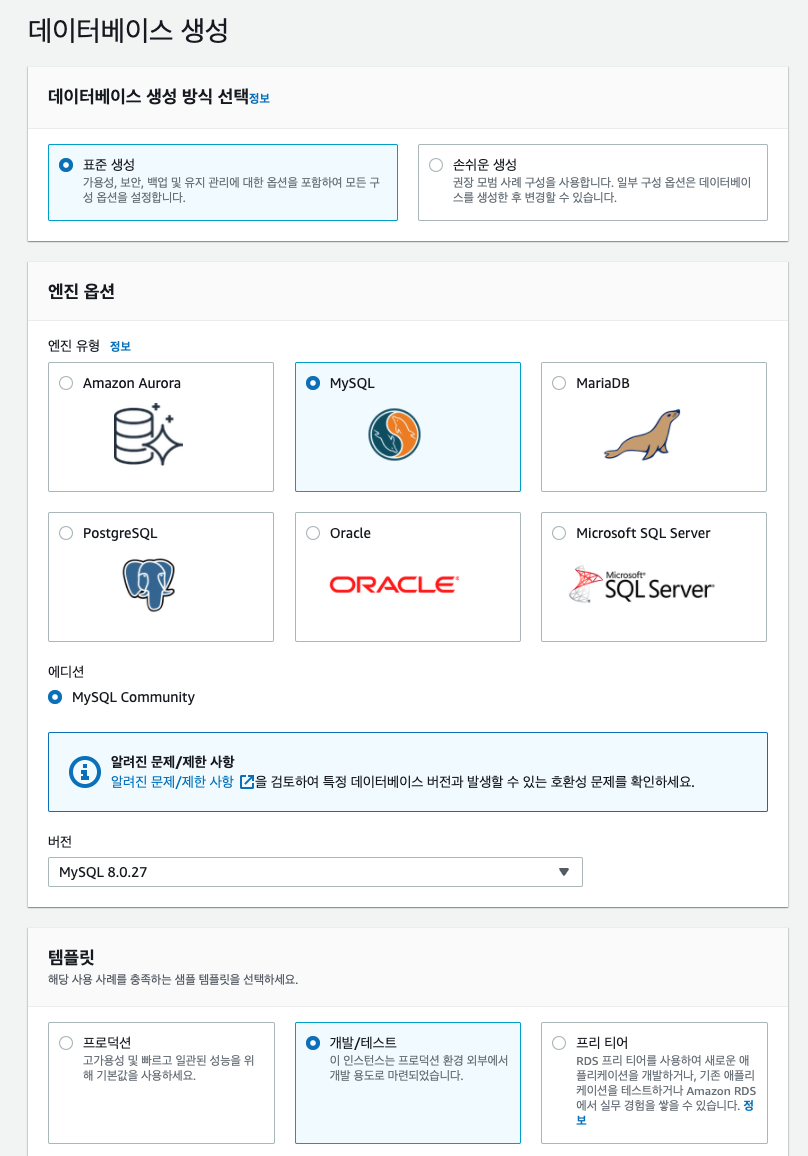 데이터베이스 생성
데이터베이스 생성 방식 선택정보
표준 생성
가용성, 보안, 백업 및 유지 관리에 대한 옵션을 포함하여 모든 구
성 옵션을 설정합니다.
손쉬운 생성
권장 모범 사례 구성을 사용합니다. 일부 구성 옵션은 데이터베이
스를 생성한 후 변경할 수 있습니다.
엔진 옵션
엔진 유형 정보
Amazon Aurora
MySQL
MariaDB
PostgreSQL
Oracle
ORACLE
Microsoft SQL Server
Microsoft®
SQL Server
에디션
MySQL Community
알려진 문제/제한 사항
알려진 문제/제한 사항 을 검토하여 특정 데이터베이스 버전과 발생할 수 있는 호환성 문제를 확인하세요.
버전
MySQL 8.0.27
템플릿
해당 사용 사례를 충족하는 샘플 템플릿을 선택하세요.
프로덕션
고가용성 및 빠르고 일관된 성능을 위
해 기본값을 사용하세요.
개발/테스트
이 인스턴스는 프로덕션 환경 외부에서
개발 용도로 마련되었습니다.
프리 티어
RDS 프리 티어를 사용하여 새로운 애
플리케이션을 개발하거나, 기존 애플리
케이션을 테스트하거나 Amazon RDS
에서 실무 경험을 쌓을 수 있습니다. 정
보